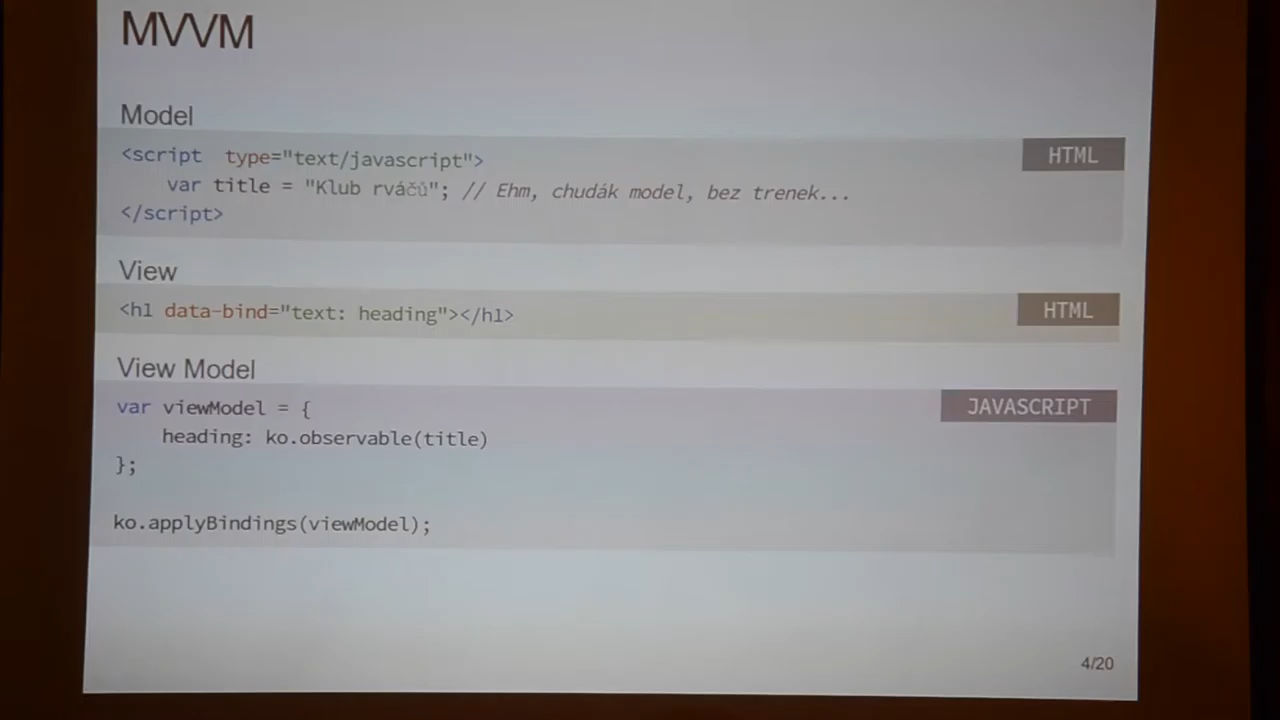 MVVM
Model
HTML
<script type="text/javascript">
var title = "Klub rváčů"; // Ehm, chudák model, bez trenek...
</script>
View
HTML
<h1 data-bind="text: heading"></h1>
View Model
JAVASCRIPT
var viewModel = {
heading: ko.observable(title)
};
ko.applyBindings(viewModel);
4/20